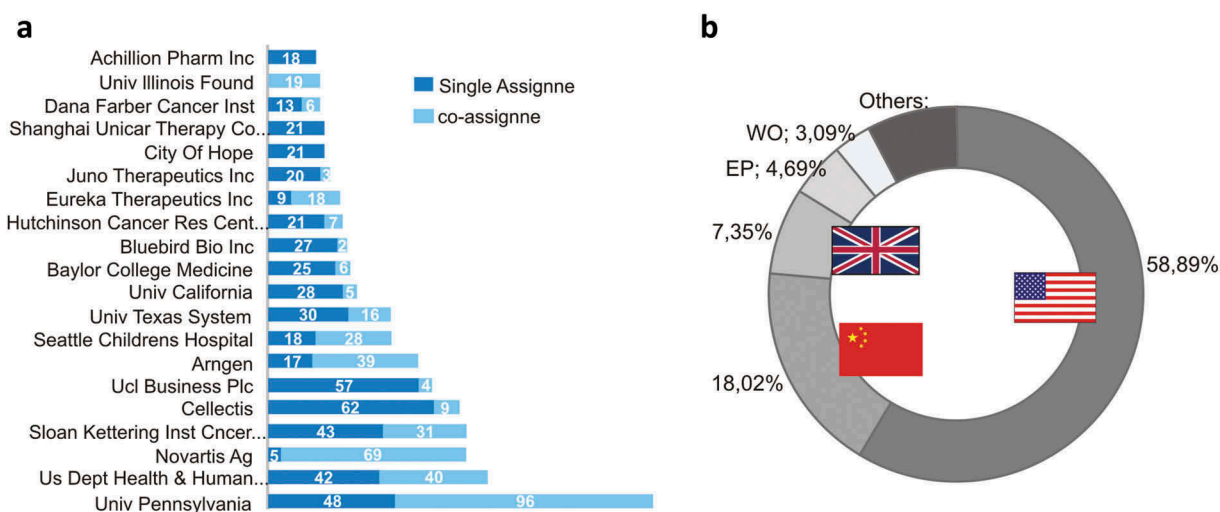 a
Achillion Pharm Inc 18
Univ Illinois Found 19
Dana Farber Cancer Inst 13 6
Shanghai Unicar Therapy Co... 21
City Of Hope 21
Juno Therapeutics Inc 20 3
Eureka Therapeutics Inc 9 18
Hutchinson Cancer Res Cent... 21 7
Bluebird Bio Inc 27 2
Baylor College Medicine 25 6
Univ California 28 5
Univ Texas System 30 16
Seattle Childrens Hospital 18 28
Arngen 17 39
Ucl Business Plc 57 4
Cellectis 62 9
Sloan Kettering Inst Cncer... 43 31
Novartis Ag 5 69
Us Dept Health & Human... 42 40
Univ Pennsylvania 48 96
Single Assignne
co-assignne
b
Others;
WO; 3,09%
EP; 4,69%
7,35%
58,89%
18,02%